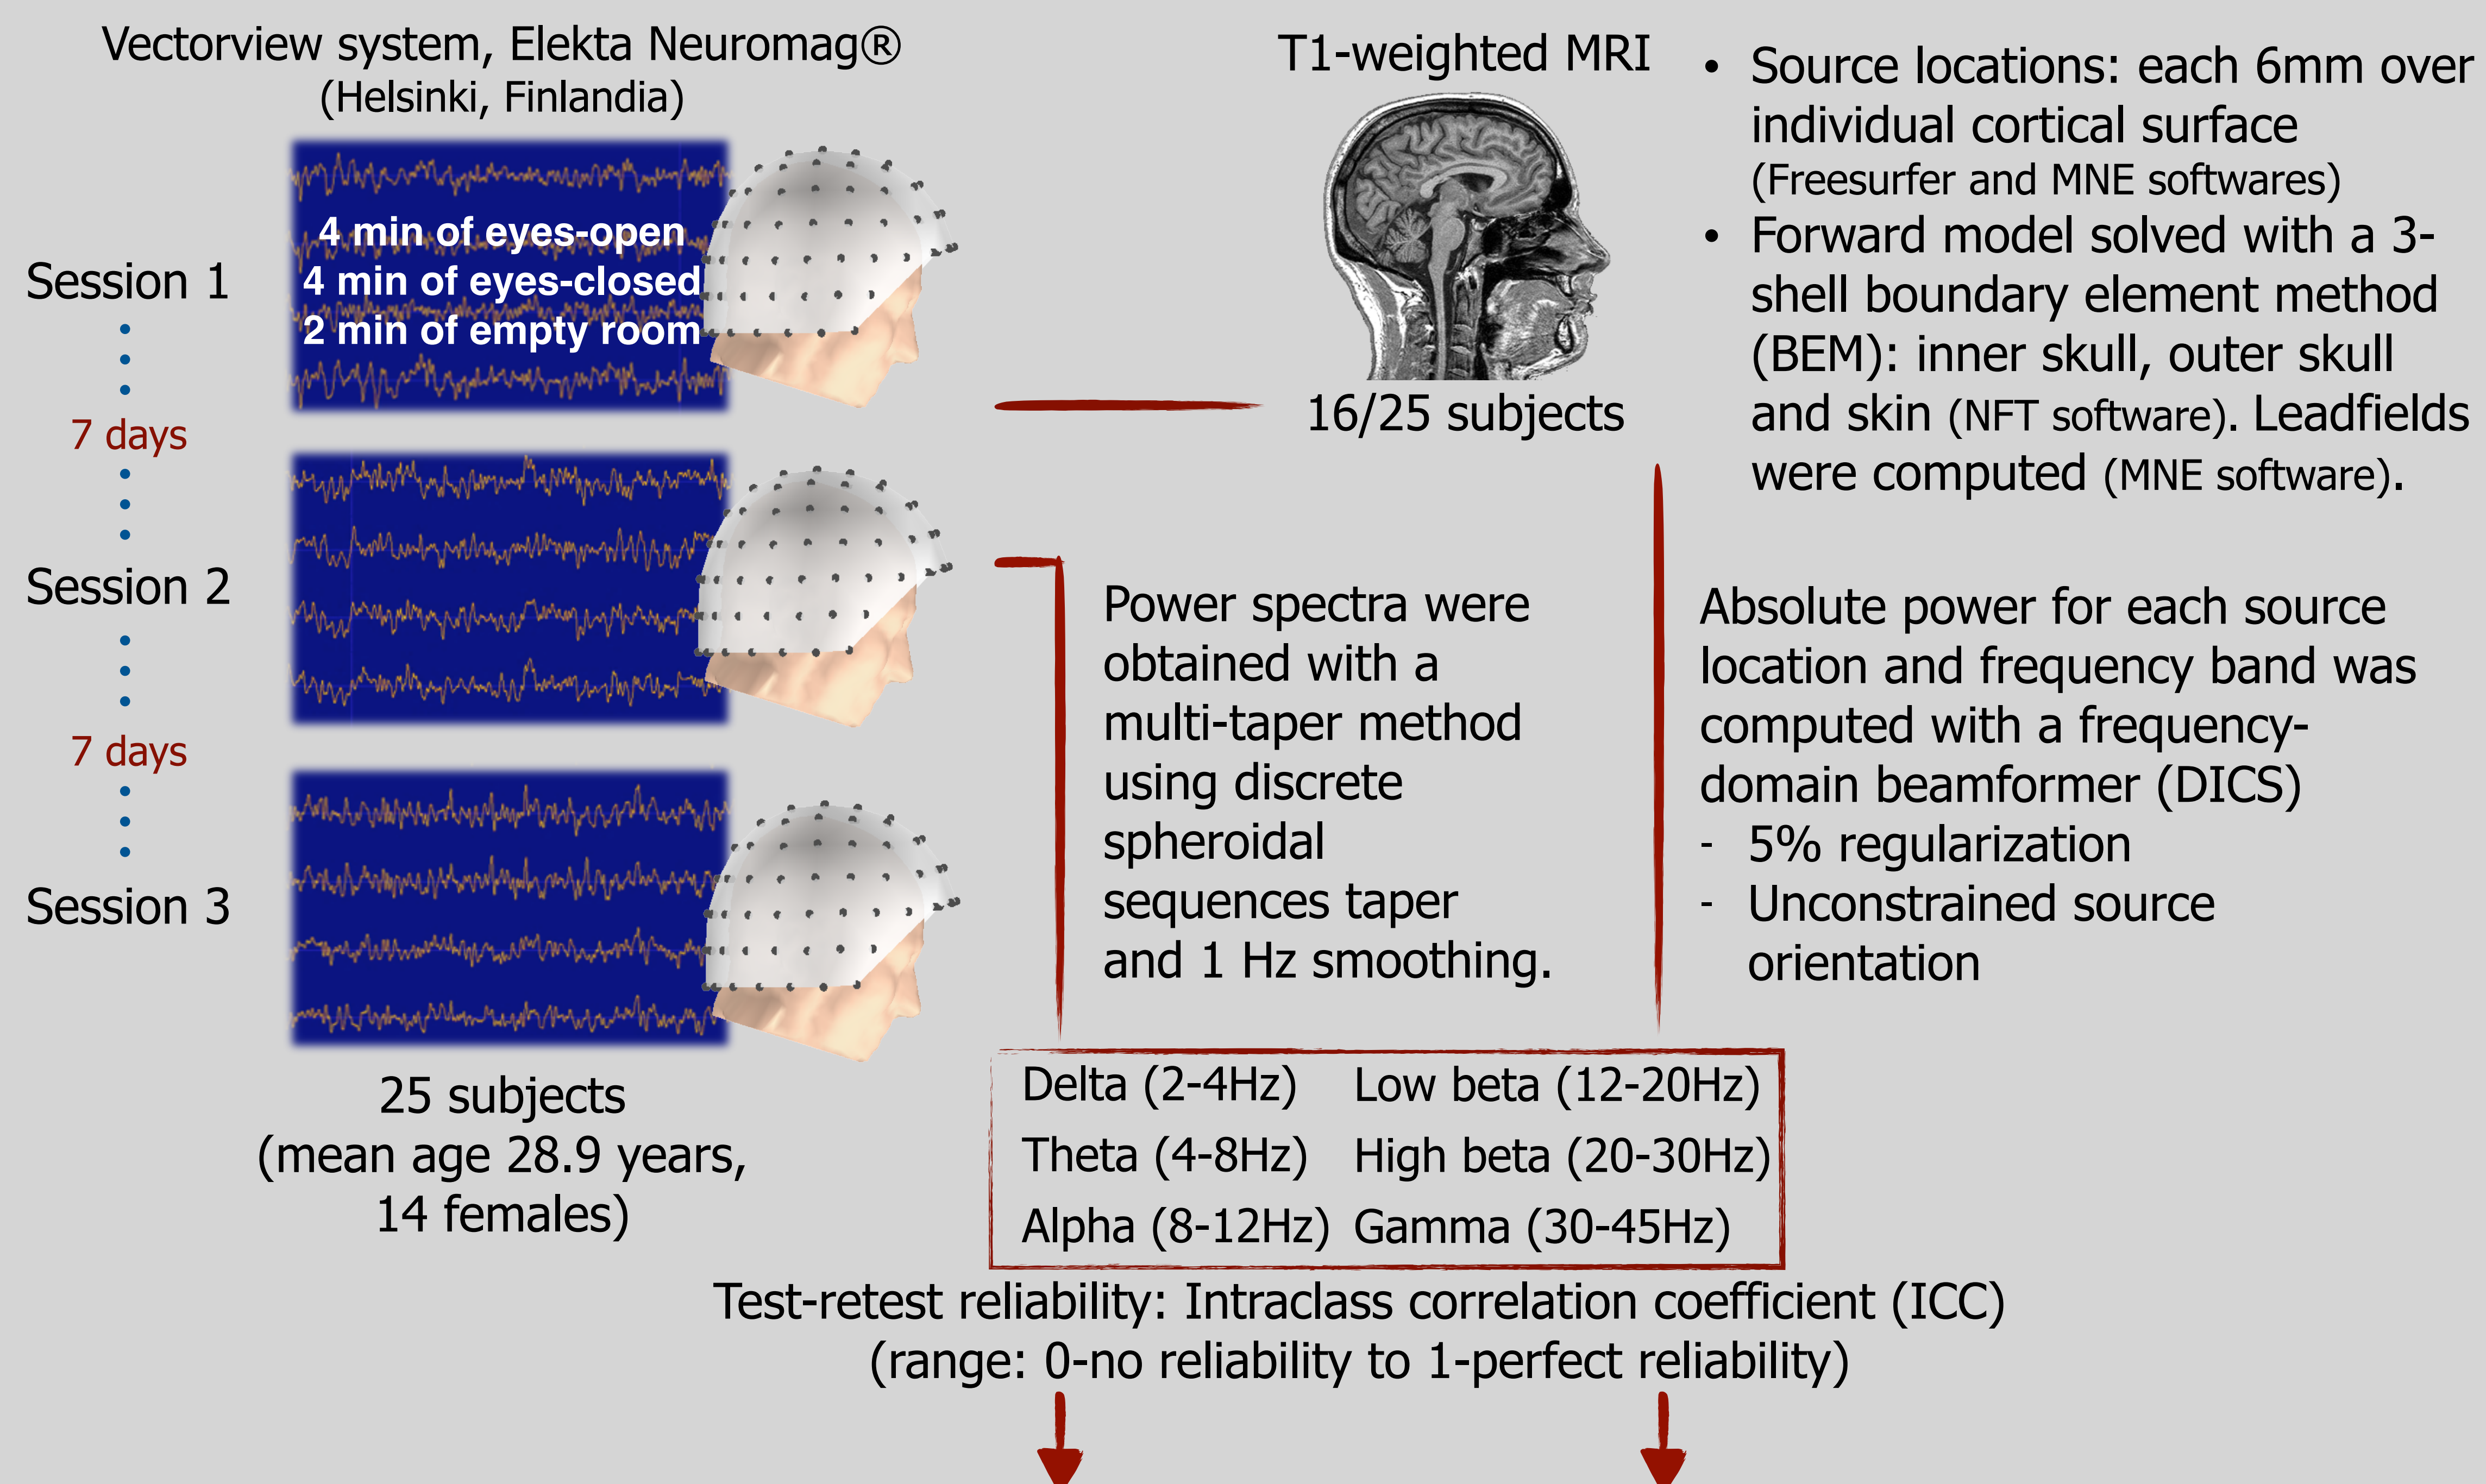 Vectorview system, Elekta Neuromag®
(Helsinki, Finlandia)
Session 1
4 min of eyes-open
4 min of eyes-closed
2 min of empty room
7 days
Session 2
7 days
Session 3
25 subjects
(mean age 28.9 years,
14 females)
T1-weighted MRI
16/25 subjects
• Source locations: each 6mm over
individual cortical surface
(Freesurfer and MNE softwares)
• Forward model solved with a 3-
shell boundary element method
(BEM): inner skull, outer skull
and skin (NFT software). Leadfields
were computed (MNE software).
Power spectra were
obtained with a
multi-taper method
using discrete
spheroidal
sequences taper
and 1 Hz smoothing.
Absolute power for each source
location and frequency band was
computed with a frequency-
domain beamformer (DICS)
- 5% regularization
- Unconstrained source
orientation
Delta (2-4Hz) Low beta (12-20Hz)
Theta (4-8Hz) High beta (20-30Hz)
Alpha (8-12Hz) Gamma (30-45Hz)
Test-retest reliability: Intraclass correlation coefficient (ICC)
(range: 0-no reliability to 1-perfect reliability)